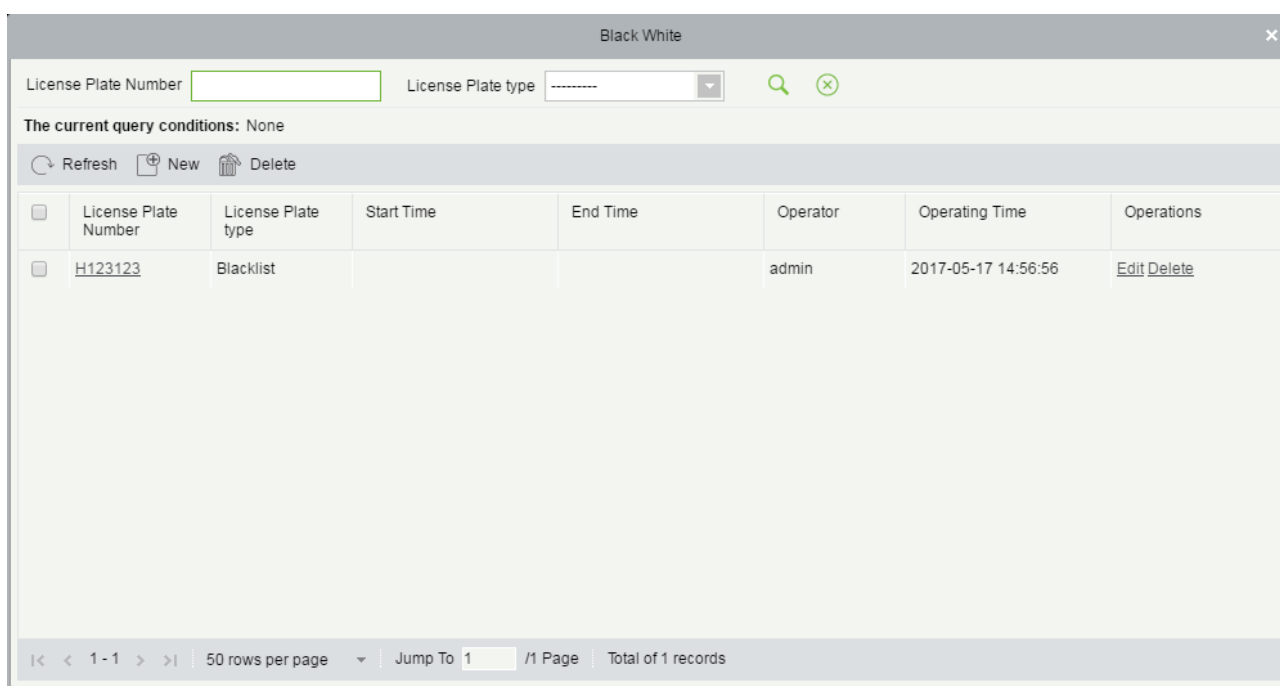 Black White
License Plate Number License Plate type ---------
The current query conditions: None
Refresh New Delete
License Plate Number License Plate type Start Time End Time Operator Operating Time Operations
H123123 Blacklist admin 2017-05-17 14:56:56 Edit Delete
1 - 1 50 rows per page Jump To 1 /1 Page Total of 1 records